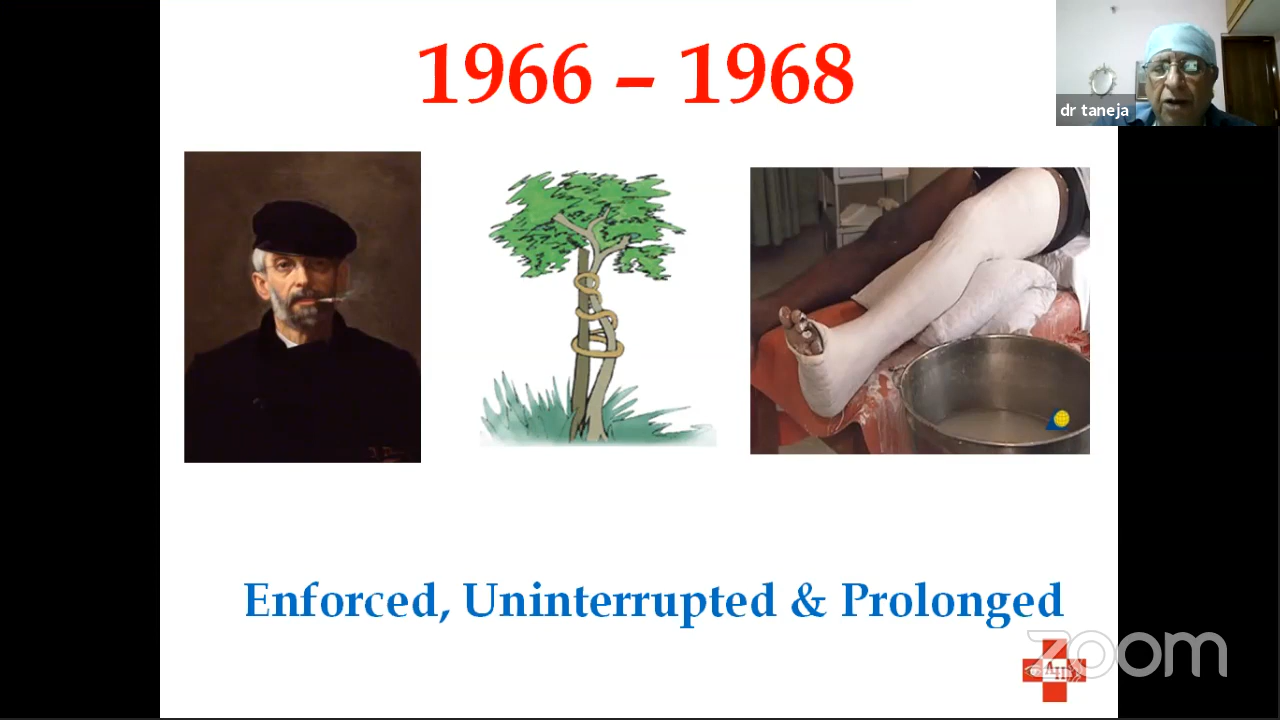 1966 – 1968
dr taneja
Enforced, Uninterrupted & Prolonged
zoom